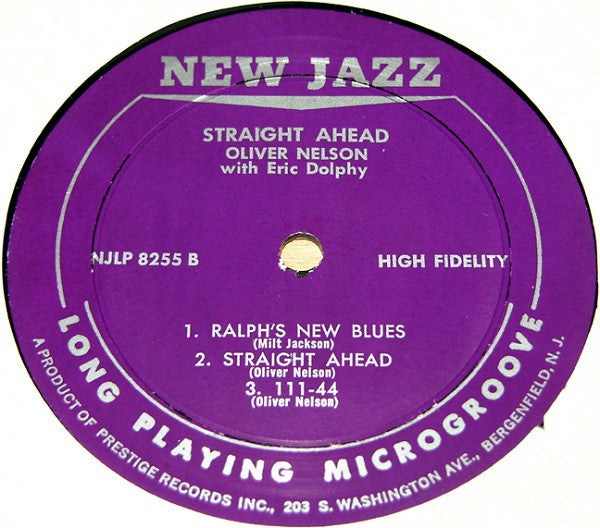 NEW JAZZ
STRAIGHT AHEAD
OLIVER NELSON
with Eric Dolphy
NJLP 8255 B
HIGH FIDELITY
1. RALPH'S NEW BLUES
(Milt Jackson)
2. STRAIGHT AHEAD
(Oliver Nelson)
3. 111-44
(Oliver Nelson)
LONG PLAYING MICROGROOVE
A PRODUCT OF PRESTIGE RECORDS INC., 203 S. WASHINGTON AVE., BERGENFIELD, N. J.